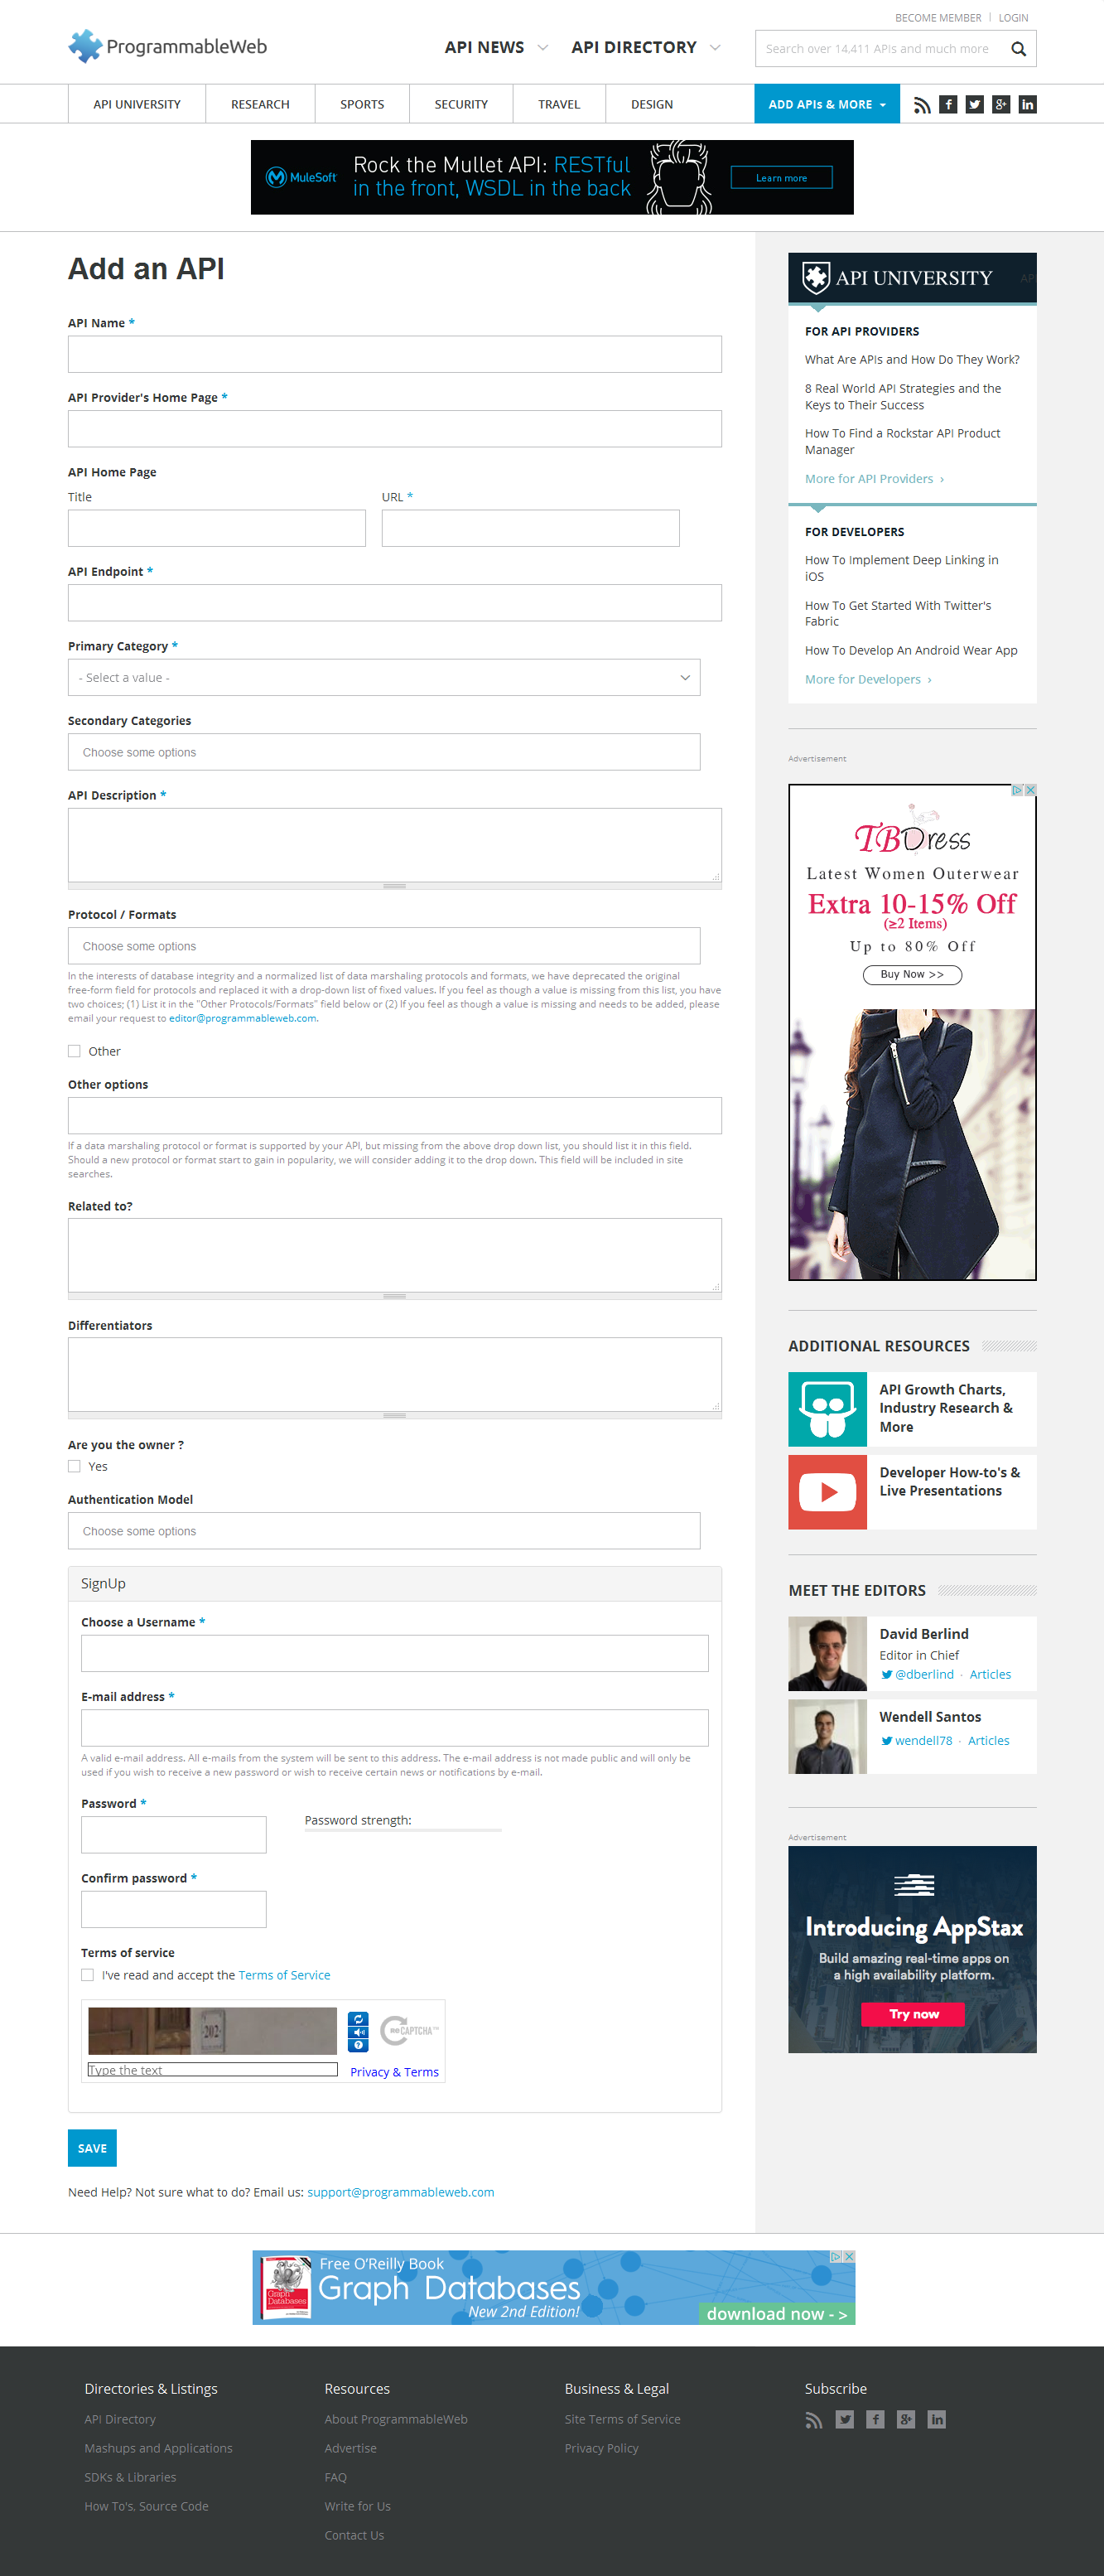 BECOME MEMBER | LOGIN
ProgrammableWeb
API NEWS
API DIRECTORY
Search over 14,411 APIs and much more
API UNIVERSITY
RESEARCH
SPORTS
SECURITY
TRAVEL
DESIGN
ADD APIs & MORE
MuleSoft
Rock the Mullet API: RESTful
in the front, WSDL in the back
Learn more
Add an API
API Name *
API Provider's Home Page *
API Home Page
Title
URL *
API Endpoint *
Primary Category *
- Select a value -
Secondary Categories
Choose some options
API Description *
Protocol / Formats
Choose some options
In the interests of database integrity and a normalized list of data marshaling protocols and formats, we have deprecated the original
free-form field for protocols and replaced it with a drop-down list of fixed values. If you feel as though a value is missing from this list, you have
two choices; (1) List it in the "Other Protocols/Formats" field below or (2) If you feel as though a value is missing and needs to be added, please
email your request to editor@programmableweb.com.
Other
Other options
If a data marshaling protocol or format is supported by your API, but missing from the above drop down list, you should list it in this field.
Should a new protocol or format start to gain in popularity, we will consider adding it to the drop down. This field will be included in site
searches.
Related to?
Differentiators
Are you the owner ?
Yes
Authentication Model
Choose some options
SignUp
Choose a Username *
E-mail address *
A valid e-mail address. All e-mails from the system will be sent to this address. The e-mail address is not made public and will only be
used if you wish to receive a new password or wish to receive certain news or notifications by e-mail.
Password *
Password strength:
Confirm password *
Terms of service
I've read and accept the Terms of Service
202
reCAPTCHA™
Type the text
Privacy & Terms
SAVE
Need Help? Not sure what to do? Email us: support@programmableweb.com
API UNIVERSITY
API
FOR API PROVIDERS
What Are APIs and How Do They Work?
8 Real World API Strategies and the
Keys to Their Success
How To Find a Rockstar API Product
Manager
More for API Providers ›
FOR DEVELOPERS
How To Implement Deep Linking in
iOS
How To Get Started With Twitter's
Fabric
How To Develop An Android Wear App
More for Developers ›
Advertisement
TBDress
Latest Women Outerwear
Extra 10-15% Off
(≥2 Items)
Up to 80% Off
Buy Now >>
ADDITIONAL RESOURCES
API Growth Charts,
Industry Research &
More
Developer How-to's &
Live Presentations
MEET THE EDITORS
David Berlind
Editor in Chief
@dberlind · Articles
Wendell Santos
wendell78 · Articles
Advertisement
Introducing AppStax
Build amazing real-time apps on
a high availability platform.
Try now
Graph
Databases
Free O'Reilly Book
Graph Databases
New 2nd Edition!
download now - >
Directories & Listings
API Directory
Mashups and Applications
SDKs & Libraries
How To's, Source Code
Resources
About ProgrammableWeb
Advertise
FAQ
Write for Us
Contact Us
Business & Legal
Site Terms of Service
Privacy Policy
Subscribe